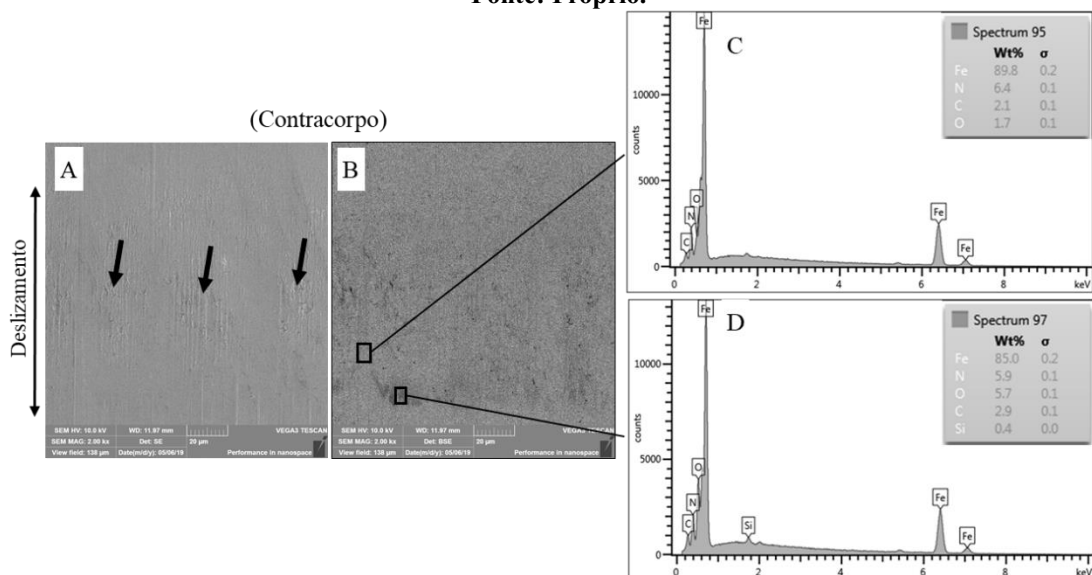 Fonte: Próprio.
(Contracorpo)
Deslizamento
A
SEM HV: 10.0 kV WD: 11.97 mm
SEM MAG: 2.00 kx Det: SE 20 µm
View field: 138 µm Date(m/d/y): 05/06/19
VEGA3 TESCAN
Performance in nanospace
B
SEM HV: 10.0 kV WD: 11.97 mm
SEM MAG: 2.00 kx Det: BSE 20 µm
View field: 138 µm Date(m/d/y): 05/06/19
VEGA3 TESCAN
Performance in nanospace
C
Spectrum 95
Wt% σ
Fe 89.8 0.2
N 6.4 0.1
C 2.1 0.1
O 1.7 0.1
counts
10000
5000
0
Fe
O
N
C
Fe
Fe
0 2 4 6 8 keV
D
Spectrum 97
Wt% σ
Fe 85.0 0.2
N 5.9 0.1
O 5.7 0.1
C 2.9 0.1
Si 0.4 0.0
counts
10000
5000
0
Fe
O
N
C
Si
Fe
Fe
0 2 4 6 8 keV